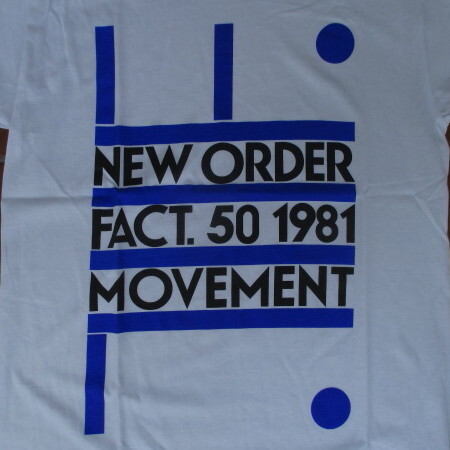 NEW ORDER
FACT. 50 1981
MOVEMENT